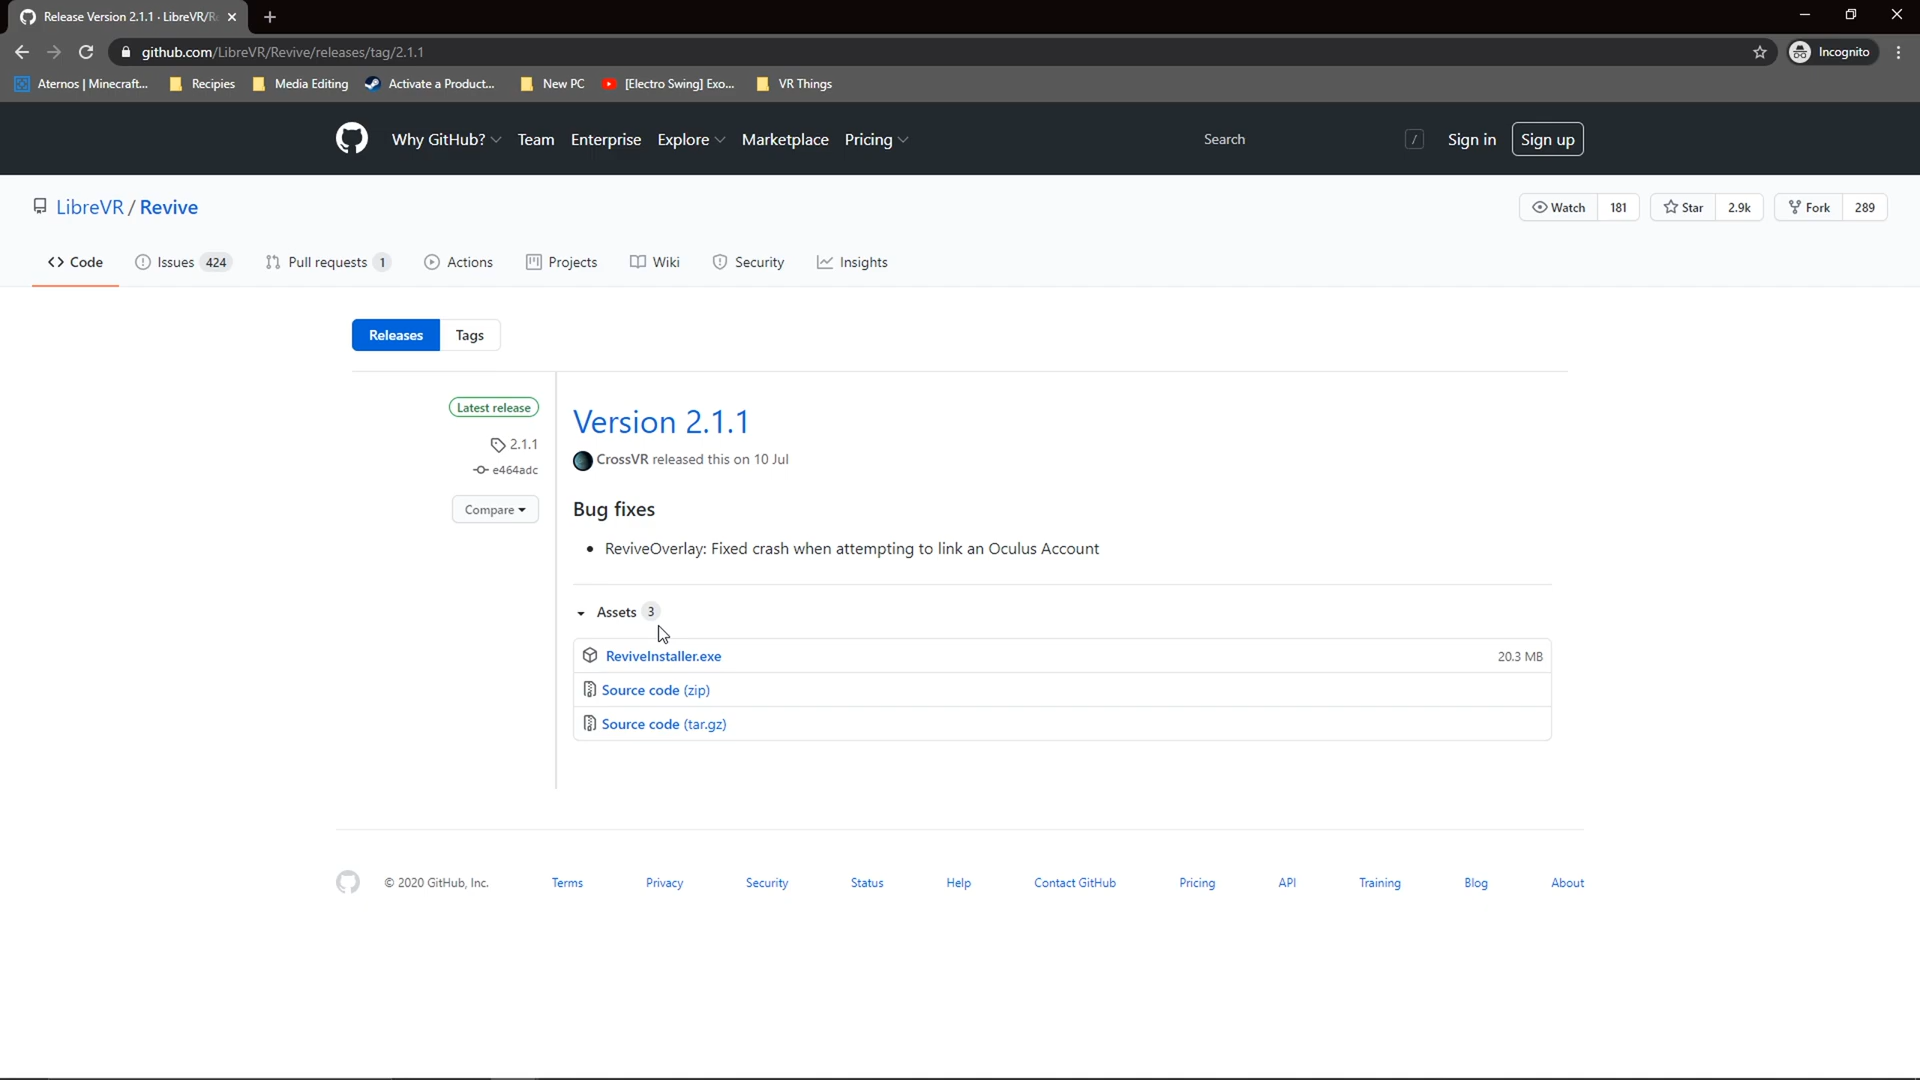 Release Version 2.1.1 · LibreVR/R
github.com/LibreVR/Revive/releases/tag/2.1.1
Incognito
Aternos | Minecraft... Recipies Media Editing Activate a Product... New PC [Electro Swing] Exo... VR Things
Why GitHub? Team Enterprise Explore Marketplace Pricing Search / Sign in Sign up
LibreVR / Revive
Watch 181 Star 2.9k Fork 289
Code Issues 424 Pull requests 1 Actions Projects Wiki Security Insights
Releases Tags
Latest release
2.1.1
e464adc
Compare
Version 2.1.1
CrossVR released this on 10 Jul
Bug fixes
• ReviveOverlay: Fixed crash when attempting to link an Oculus Account
Assets 3
ReviveInstaller.exe 20.3 MB
Source code (zip)
Source code (tar.gz)
© 2020 GitHub, Inc. Terms Privacy Security Status Help Contact GitHub Pricing API Training Blog About